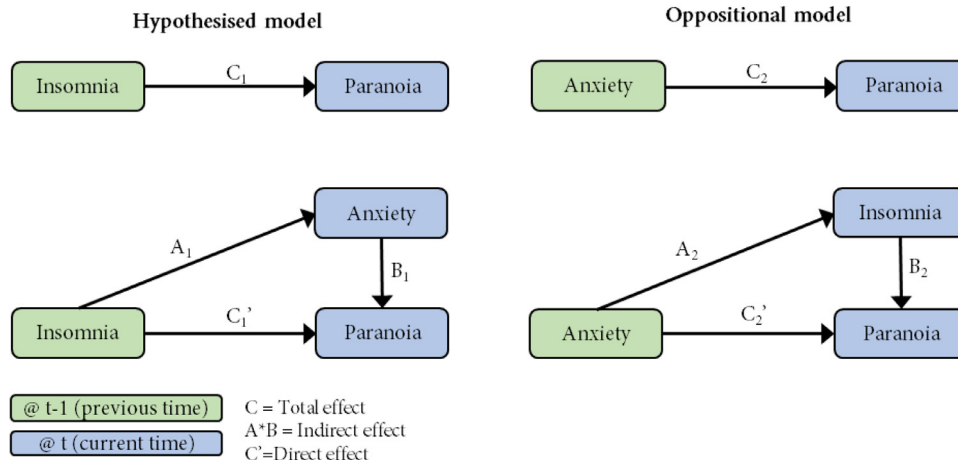 Hypothesised model
Insomnia
C₁
Paranoia
Anxiety
A₁
B₁
Insomnia
C₁'
Paranoia
Oppositional model
Anxiety
C₂
Paranoia
Insomnia
A₂
B₂
Anxiety
C₂'
Paranoia
@ t-1 (previous time)
@ t (current time)
C = Total effect
A*B = Indirect effect
C'=Direct effect